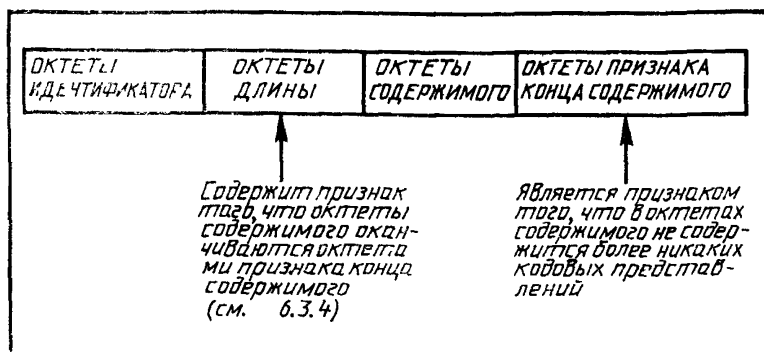 ОКТЕТЫ ИДЕНТИФИКАТОРА
ОКТЕТЫ ДЛИНЫ
ОКТЕТЫ СОДЕРЖИМОГО
ОКТЕТЫ ПРИЗНАКА КОНЦА СОДЕРЖИМОГО
Содержит признак
того, что октеты
содержимого окан-
чиваются октета
ми признака конца
содержимого
(см. 6.3.4)
Является признаком
того, что в октетах
содержимого не содер-
жится более никаких
кодовых представ-
лений